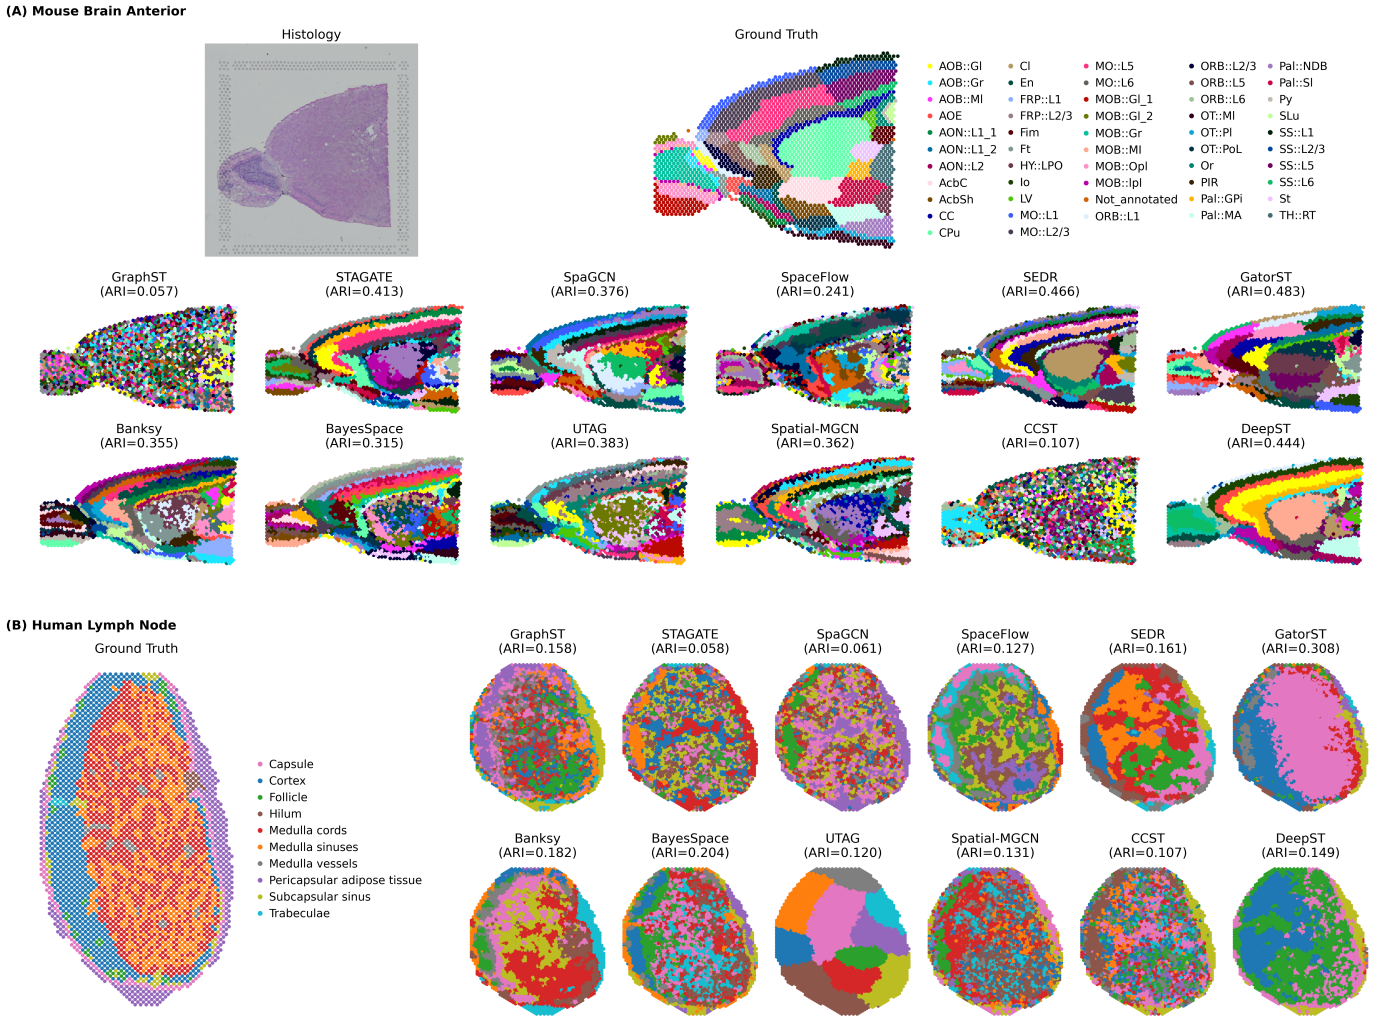 (A) Mouse Brain Anterior
Histology
Ground Truth
AOB::Gl
AOB::Gr
AOB::Ml
AOE
AON::L1_1
AON::L1_2
AON::L2
AcbC
AcbSh
CC
CPu
Cl
En
FRP::L1
FRP::L2/3
Fim
Ft
HY::LPO
Io
LV
MO::L1
MO::L2/3
MO::L5
MO::L6
MOB::Gl_1
MOB::Gl_2
MOB::Gr
MOB::MI
MOB::Opl
MOB::lpl
Not_annotated
ORB::L1
ORB::L2/3
ORB::L5
ORB::L6
OT::Ml
OT::Pl
OT::PoL
Or
PIR
Pal::GPi
Pal::MA
Pal::NDB
Pal::Sl
Py
SLu
SS::L1
SS::L2/3
SS::L5
SS::L6
St
TH::RT
GraphST
(ARI=0.057)
STAGATE
(ARI=0.413)
SpaGCN
(ARI=0.376)
SpaceFlow
(ARI=0.241)
SEDR
(ARI=0.466)
GatorST
(ARI=0.483)
Banksy
(ARI=0.355)
BayesSpace
(ARI=0.315)
UTAG
(ARI=0.383)
Spatial-MGCN
(ARI=0.362)
CCST
(ARI=0.107)
DeepST
(ARI=0.444)
(B) Human Lymph Node
Ground Truth
Capsule
Cortex
Follicle
Hilum
Medulla cords
Medulla sinuses
Medulla vessels
Pericapsular adipose tissue
Subcapsular sinus
Trabeculae
GraphST
(ARI=0.158)
STAGATE
(ARI=0.058)
SpaGCN
(ARI=0.061)
SpaceFlow
(ARI=0.127)
SEDR
(ARI=0.161)
GatorST
(ARI=0.308)
Banksy
(ARI=0.182)
BayesSpace
(ARI=0.204)
UTAG
(ARI=0.120)
Spatial-MGCN
(ARI=0.131)
CCST
(ARI=0.107)
DeepST
(ARI=0.149)